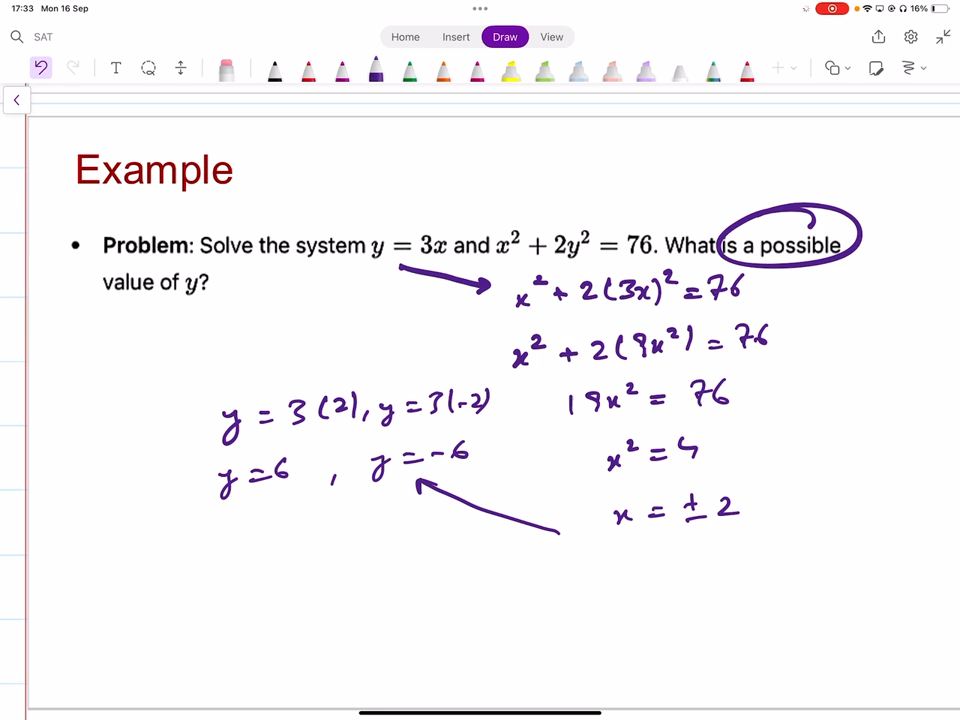 17:33 Mon 16 Sep
16%
SAT
Home Insert Draw View
T
Example
• Problem: Solve the system y = 3x and x² + 2y² = 76. What is a possible
value of y?
x² + 2(3x)² = 76
x² + 2(9x²) = 76
19x² = 76
x² = 4
x = ± 2
y = 3(2), y = 3(-2)
y = 6 , y = -6